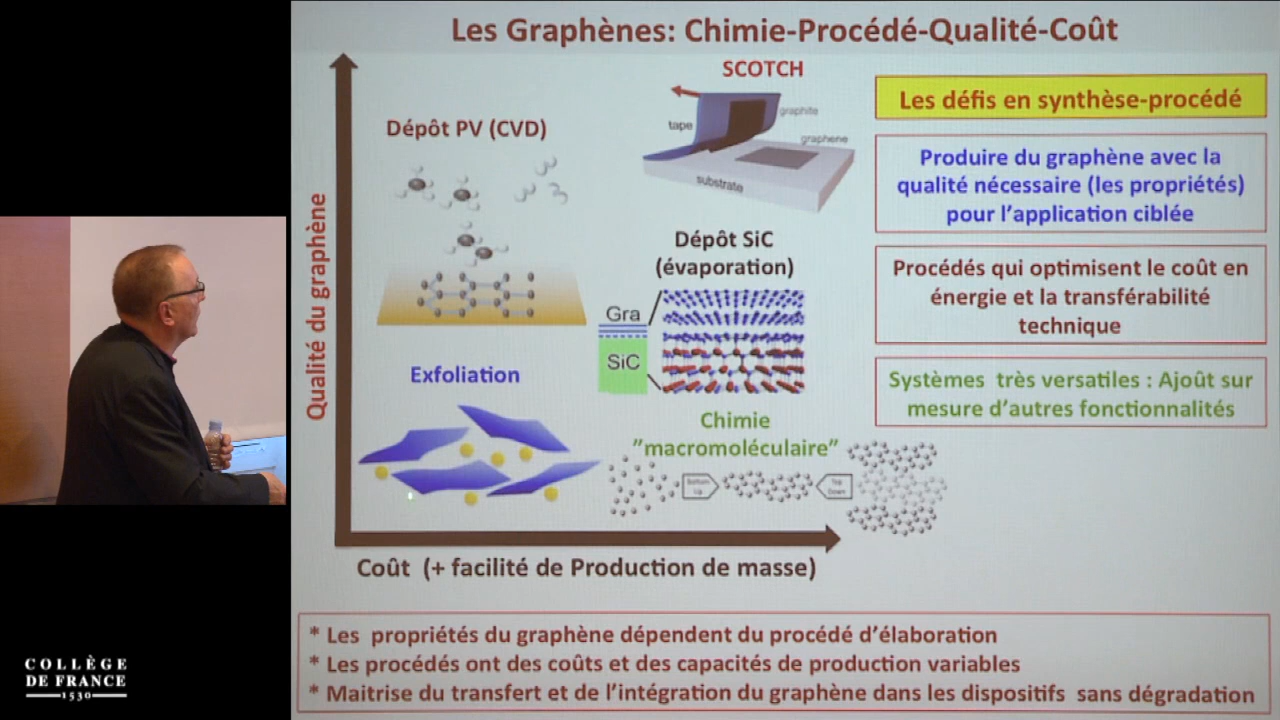 Les Graphènes: Chimie-Procédé-Qualité-Coût
SCOTCH
graphite
tape
graphene
substrate
Dépôt PV (CVD)
Qualité du graphène
Dépôt SiC
(évaporation)
Gra
SiC
Exfoliation
Chimie
”macromoléculaire”
Bottom
Up
Top
Down
Coût (+ facilité de Production de masse)
Les défis en synthèse-procédé
Produire du graphène avec la
qualité nécessaire (les propriétés)
pour l’application ciblée
Procédés qui optimisent le coût en
énergie et la transférabilité
technique
Systèmes très versatiles : Ajoût sur
mesure d’autres fonctionnalités
* Les propriétés du graphène dépendent du procédé d’élaboration
* Les procédés ont des coûts et des capacités de production variables
* Maitrise du transfert et de l’intégration du graphène dans les dispositifs sans dégradation
COLLÈGE
DE FRANCE
1530